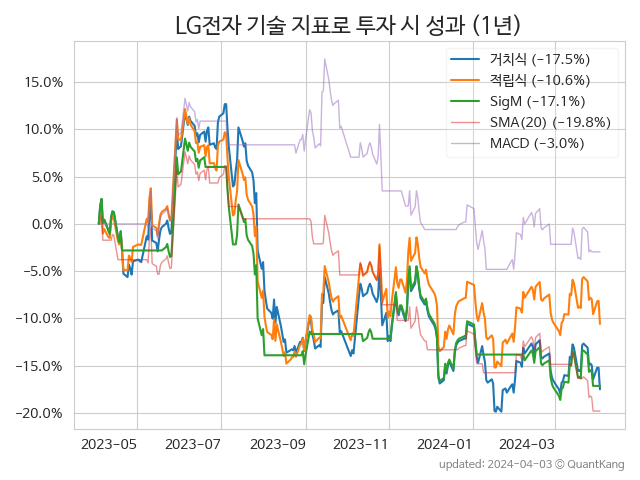 LG전자 기술 지표로 투자 시 성과 (1년)
거치식 (−17.5%)
적립식 (−10.6%)
SigM (−17.1%)
SMA(20) (−19.8%)
MACD (−3.0%)
15.0%
10.0%
5.0%
0.0%
−5.0%
−10.0%
−15.0%
−20.0%
2023-05 2023-07 2023-09 2023-11 2024-01 2024-03
updated: 2024-04-03 ⓒ QuantKang